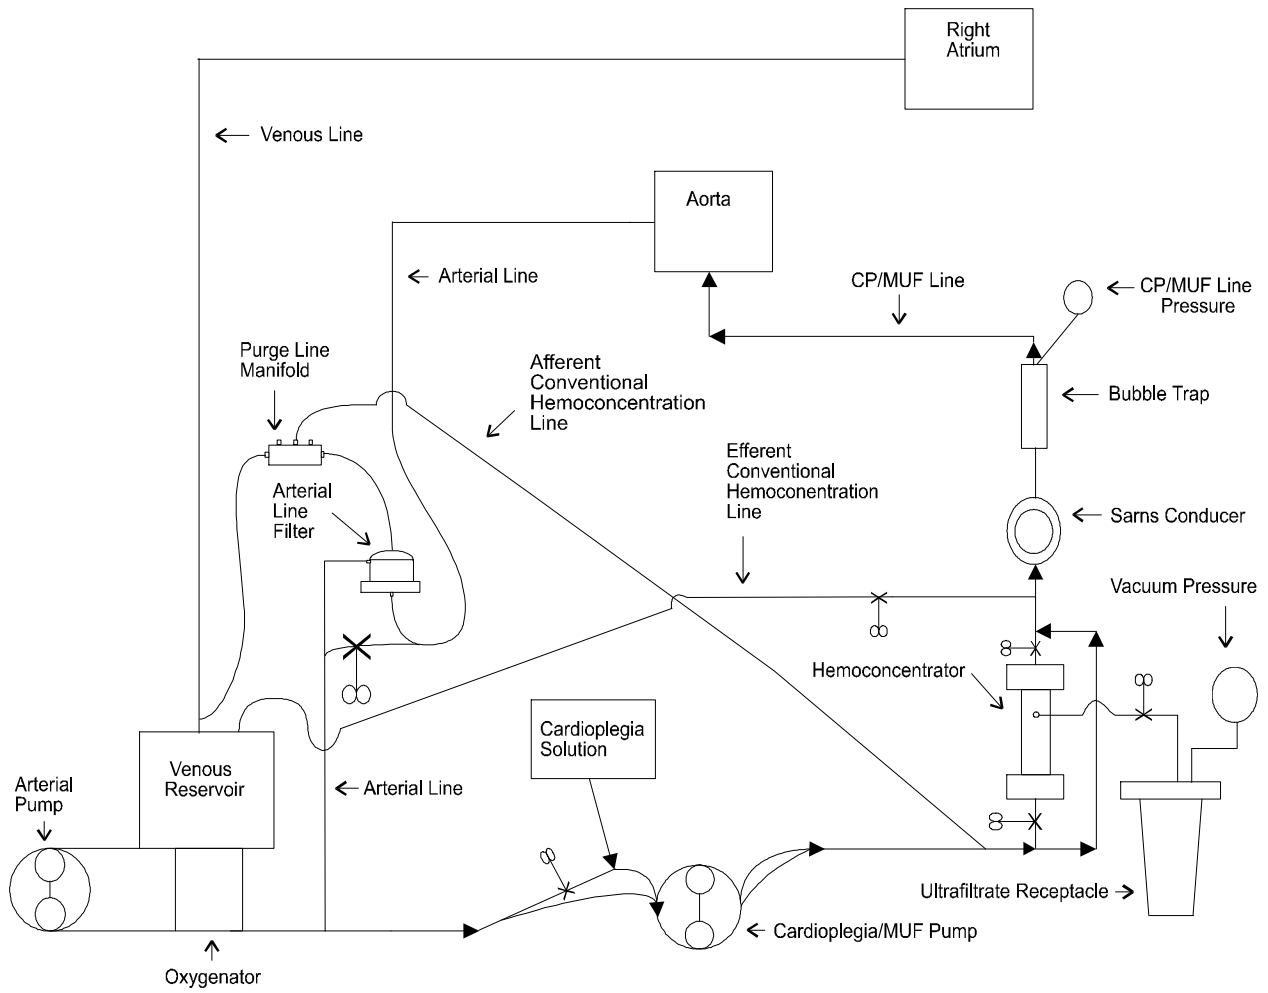 Right
Atrium
Venous Line
Aorta
Arterial Line
CP/MUF Line
CP/MUF Line
Pressure
Purge Line
Manifold
Afferent
Conventional
Hemoconcentration
Line
Bubble Trap
Efferent
Conventional
Hemoconentration
Line
Arterial
Line
Filter
Sarns Conducer
Vacuum Pressure
Hemoconcentrator
Cardioplegia
Solution
Venous
Reservoir
Arterial
Pump
Arterial Line
Ultrafiltrate Receptacle
Cardioplegia/MUF Pump
Oxygenator